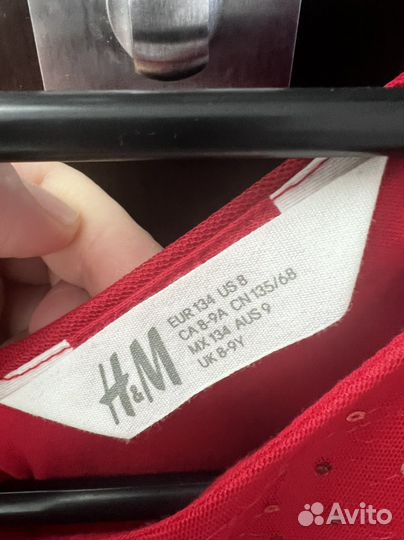 H&M
EUR 134 US 8
CA 8-9A CN 135/68
MX 134 AUS 9
UK 8-9Y
Avito